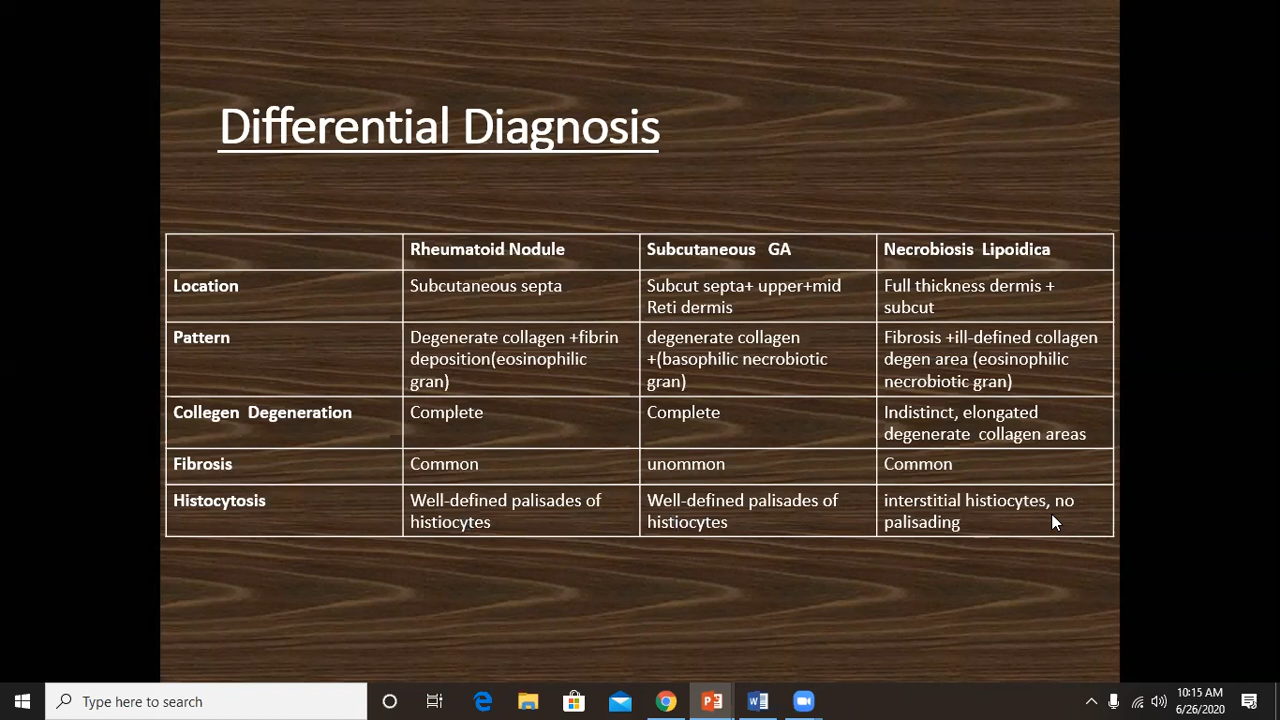 Differential Diagnosis
Rheumatoid Nodule
Subcutaneous GA
Necrobiosis Lipoidica
Location
Subcutaneous septa
Subcut septa+ upper+mid
Reti dermis
Full thickness dermis +
subcut
Pattern
Degenerate collagen +fibrin
deposition(eosinophilic
gran)
degenerate collagen
+(basophilic necrobiotic
gran)
Fibrosis +ill-defined collagen
degen area (eosinophilic
necrobiotic gran)
Collegen Degeneration
Complete
Complete
Indistinct, elongated
degenerate collagen areas
Fibrosis
Common
unommon
Common
Histocytosis
Well-defined palisades of
histiocytes
Well-defined palisades of
histiocytes
interstitial histiocytes, no
palisading
Type here to search
10:15 AM
6/26/2020